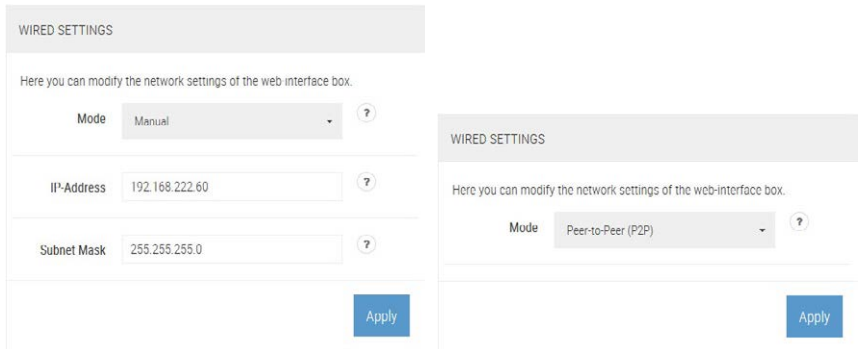 WIRED SETTINGS
Here you can modify the network settings of the web-interface box.
Mode Manual ?
IP-Address 192.168.222.60 ?
Subnet Mask 255.255.255.0 ?
Apply
WIRED SETTINGS
Here you can modify the network settings of the web-interface box.
Mode Peer-to-Peer (P2P) ?
Apply